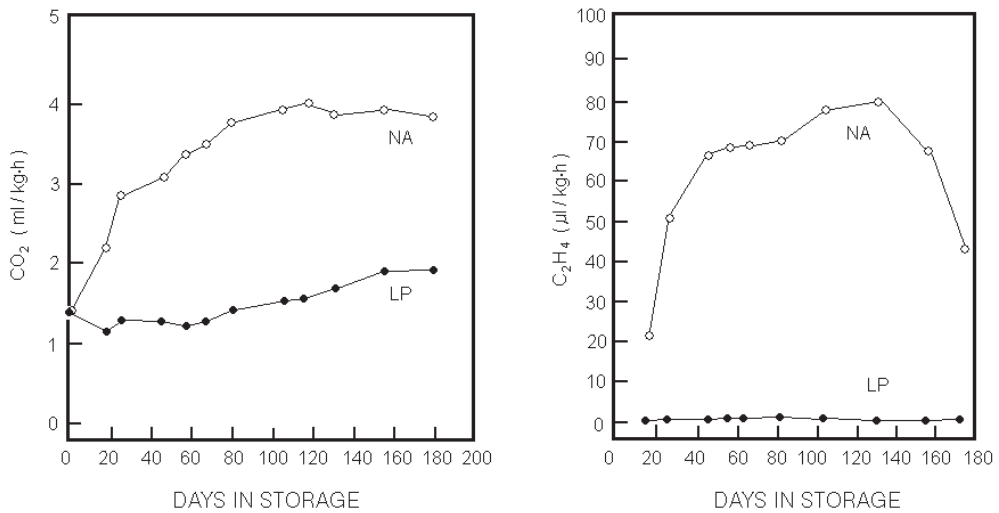 5
4
3
2
1
0
CO₂ ( ml / kg·h )
NA
LP
0 20 40 60 80 100 120 140 160 180 200
DAYS IN STORAGE
100
90
80
70
60
50
40
30
20
10
0
C₂H₄ ( µl / kg·h )
NA
LP
0 20 40 60 80 100 120 140 160 180
DAYS IN STORAGE